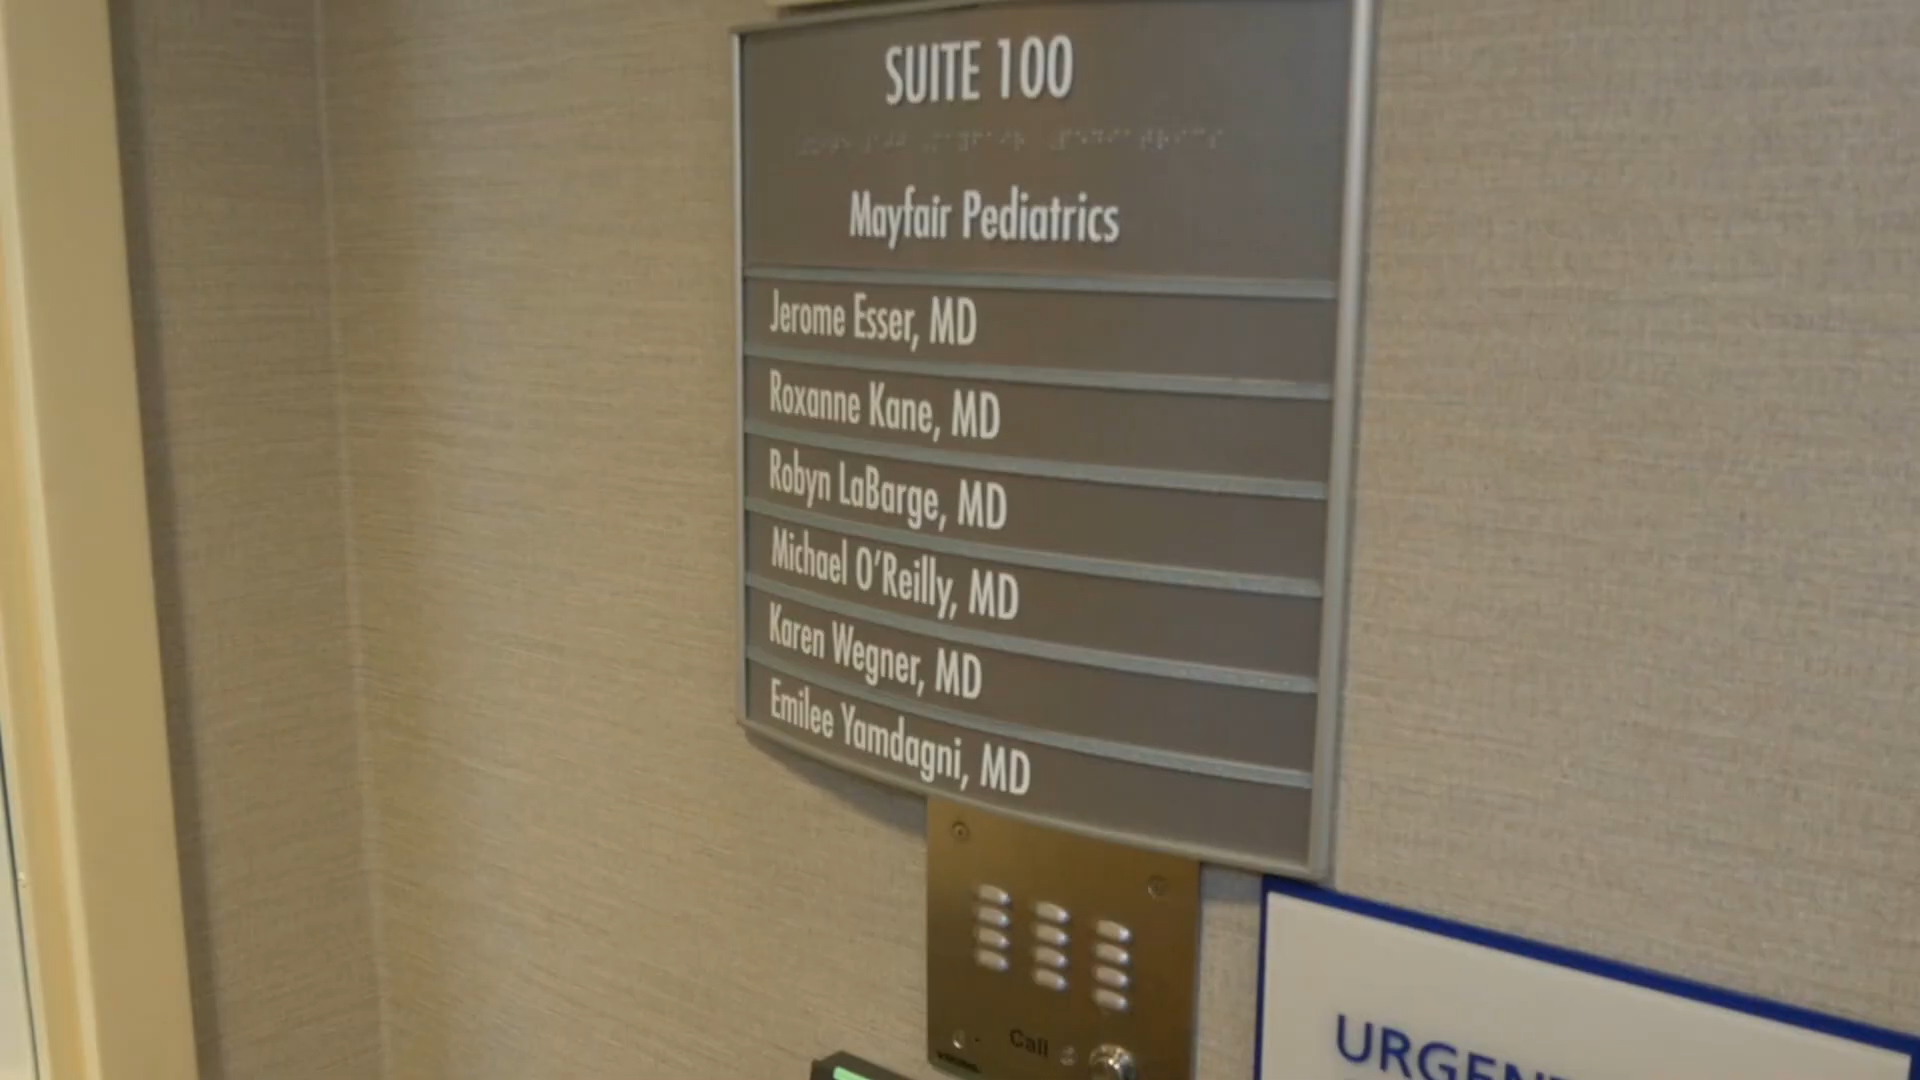 SUITE 100
Mayfair Pediatrics
Jerome Esser, MD
Roxanne Kane, MD
Robyn LaBarge, MD
Michael O'Reilly, MD
Karen Wegner, MD
Emilee Yamdagni, MD
Call